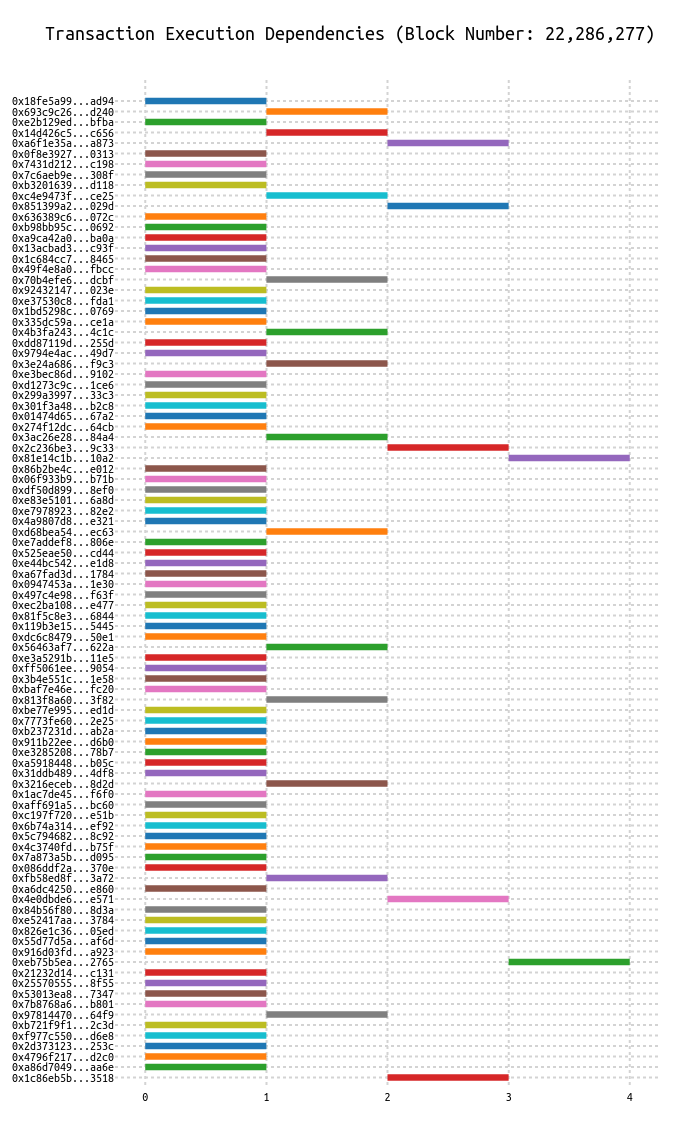 Transaction Execution Dependencies (Block Number: 22,286,277)
0x18fe5a99...ad94
0x693c9c26...d240
0xe2b129ed...bfba
0x14d426c5...c656
0xa6f1e35a...a873
0x0f8e3927...0313
0x7431d212...c198
0x7c6aeb9e...308f
0xb3201639...d118
0xc4e9473f...ce25
0x851399a2...029d
0x636389c6...072c
0xb98bb95c...0692
0xa9ca42a0...ba0a
0x13acbad3...c93f
0x1c684cc7...8465
0x49f4e8a0...fbcc
0x70b4efe6...dcbf
0x92432147...023e
0xe37530c8...fda1
0x1bd5298c...0769
0x335dc59a...ce1a
0x4b3fa243...4c1c
0xdd87119d...255d
0x9794e4ac...49d7
0x3e24a686...f9c3
0xe3bec86d...9102
0xd1273c9c...1ce6
0x299a3997...33c3
0x301f3a48...b2c8
0x01474d65...67a2
0x274f12dc...64cb
0x3ac26e28...84a4
0x2c236be3...9c33
0x81e14c1b...10a2
0x86b2be4c...e012
0x06f933b9...b71b
0xdf50d899...8ef0
0xe83e5101...6a8d
0xe7978923...82e2
0x4a9807d8...e321
0xd68bea54...ec63
0xe7addef8...806e
0x525eae50...cd44
0xe44bc542...e1d8
0xa67fad3d...1784
0x0947453a...1e30
0x497c4e98...f63f
0xec2ba108...e477
0x81f5c8e3...6844
0x119b3e15...5445
0xdc6c8479...50e1
0x56463af7...622a
0xe3a5291b...11e5
0xff5061ee...9054
0x3b4e551c...1e58
0xbaf7e46e...fc20
0x813f8a60...3f82
0xbe77e995...ed1d
0x7773fe60...2e25
0xb237231d...ab2a
0x911b22ee...d6b0
0xe3285208...78b7
0xa5918448...b05c
0x31ddb489...4df8
0x3216eceb...8d2d
0x1ac7de45...f6f0
0xaff691a5...bc60
0xc197f720...e51b
0x6b74a314...ef92
0x5c794682...8c92
0x4c3740fd...b75f
0x7a873a5b...d095
0x086ddf2a...370e
0xfb58ed8f...3a72
0xa6dc4250...e860
0x4e0dbde6...e571
0x84b56f80...8d3a
0xe52417aa...3784
0x826e1c36...05ed
0x55d77d5a...af6d
0x916d03fd...a923
0xeb75b5ea...2765
0x21232d14...c131
0x25570555...8f55
0x53013ea8...7347
0x7b8768a6...b801
0x97814470...64f9
0xb721f9f1...2c3d
0xf977c550...d6e8
0x2d373123...253c
0x4796f217...d2c0
0xa86d7049...aa6e
0x1c86eb5b...3518
0 1 2 3 4